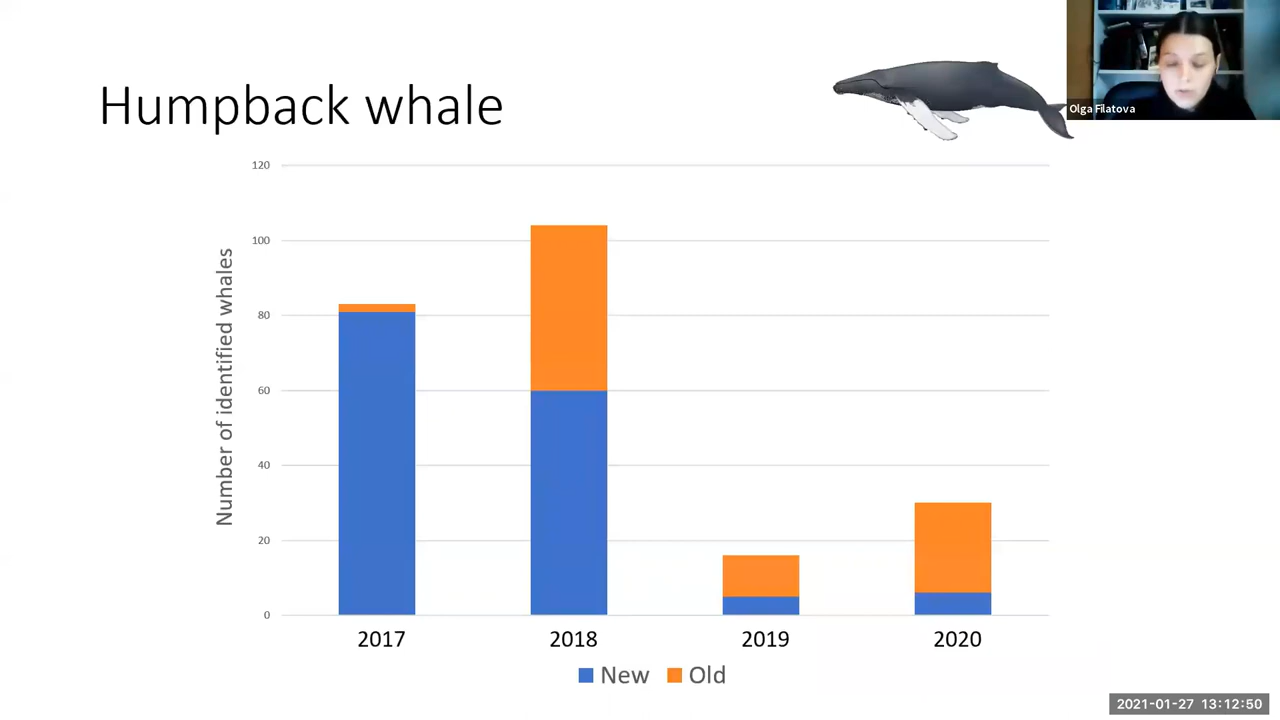 Olga Filatova
Humpback whale
120
100
80
60
40
20
0
Number of identified whales
2017 2018 2019 2020
New Old
2021-01-27 13:12:50